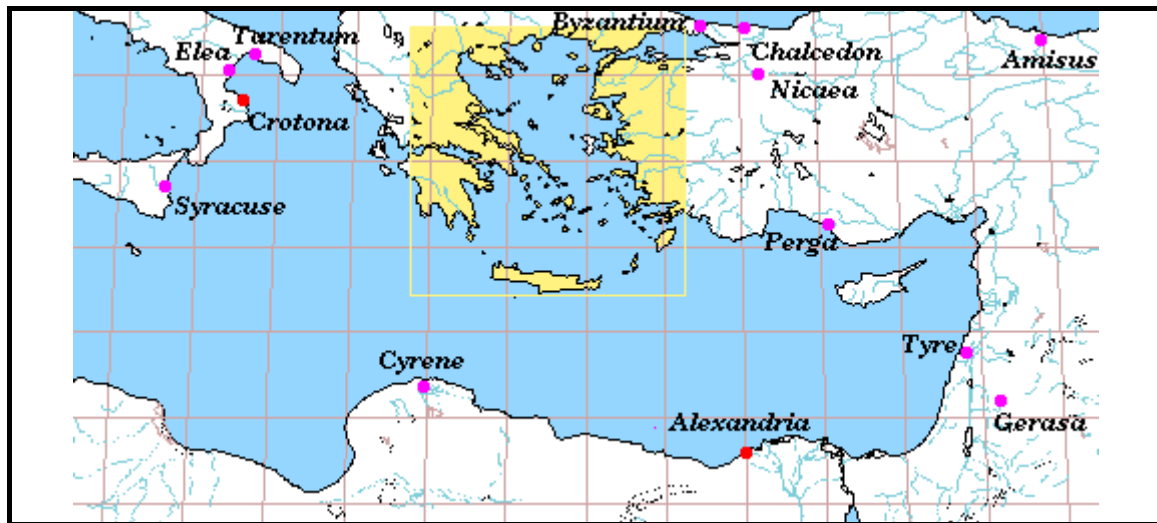 Byzantium
Tarentum
Elea
Chalcedon
Amisus
Nicaea
Crotona
Syracuse
Perga
Tyre
Cyrene
Alexandria
Gerasa